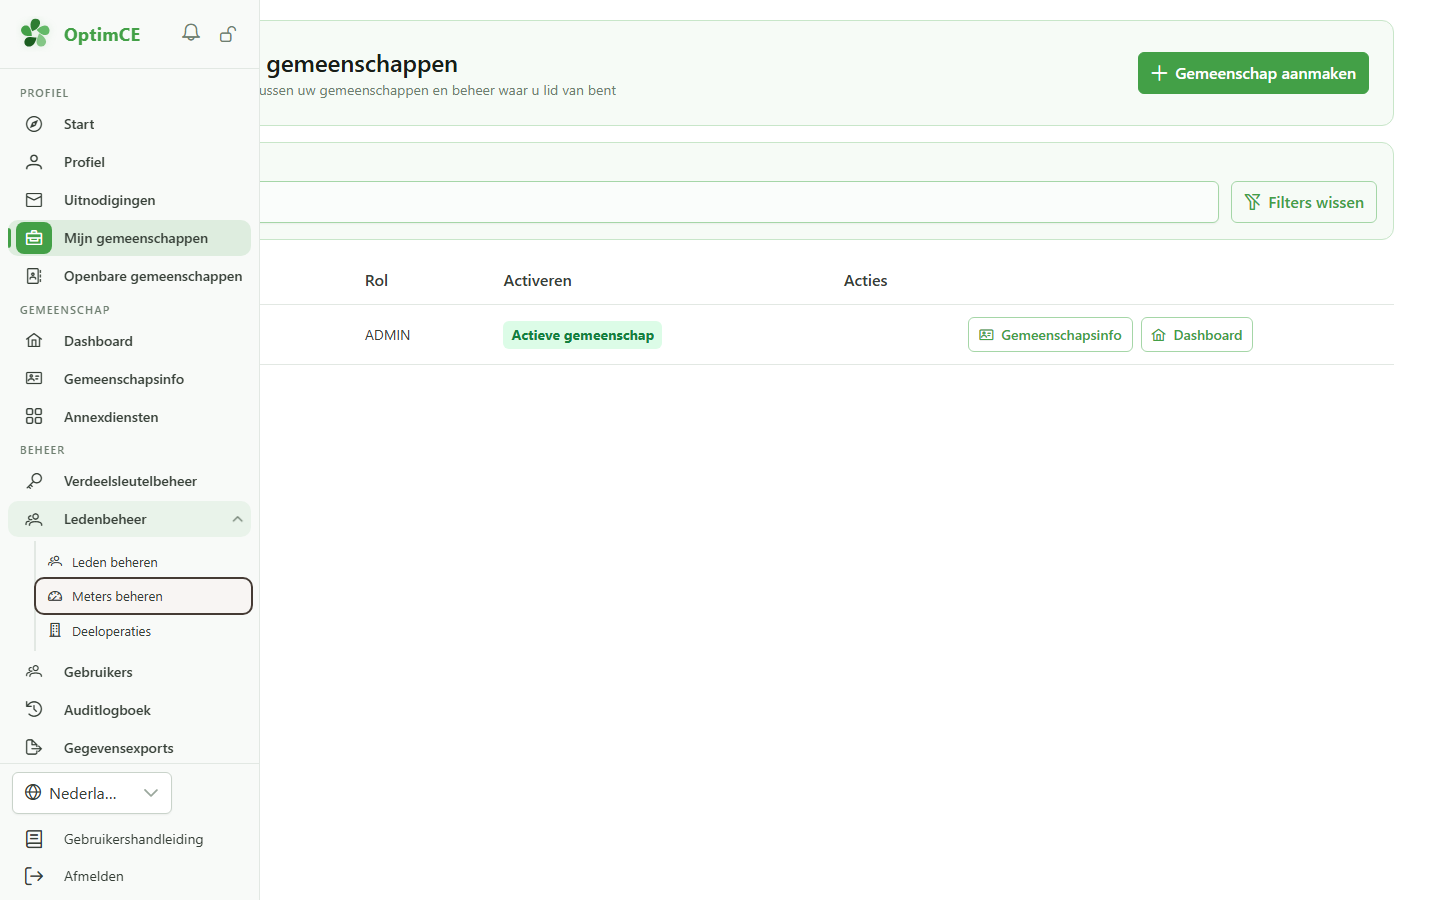 OptimCE
PROFIEL
Start
Profiel
Uitnodigingen
Mijn gemeenschappen
Openbare gemeenschappen
GEMEENSCHAP
Dashboard
Gemeenschapsinfo
Annexdiensten
BEHEER
Verdeelsleutelbeheer
Ledenbeheer
Leden beheren
Meters beheren
Deeloperaties
Gebruikers
Auditlogboek
Gegevensexports
Nederla...
Gebruikershandleiding
Afmelden
gemeenschappen
ussen uw gemeenschappen en beheer waar u lid van bent
Gemeenschap aanmaken
Filters wissen
Rol Activeren Acties
ADMIN Actieve gemeenschap Gemeenschapsinfo Dashboard